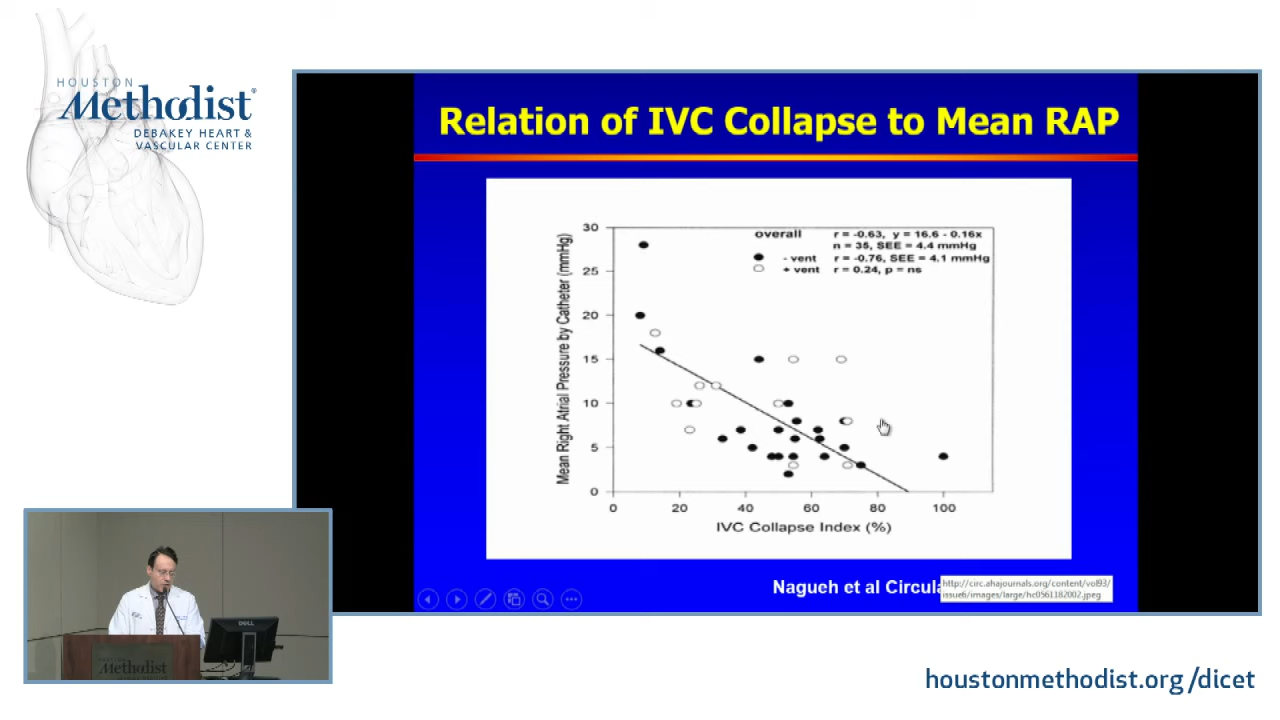 HOUSTON
Methodist
DEBAKEY HEART &
VASCULAR CENTER
Relation of IVC Collapse to Mean RAP
overall r = -0.63, y = 16.6 - 0.16x
n = 35, SEE = 4.4 mmHg
- vent r = -0.76, SEE = 4.1 mmHg
+ vent r = 0.24, p = ns
Mean Right Atrial Pressure by Catheter (mmHg)
30
25
20
15
10
5
0
0 20 40 60 80 100
IVC Collapse Index (%)
Nagueh et al Circula
http://circ.ahajournals.org/content/vol93/
issue6/images/large/hc0561182002.jpeg
DELL
HOUSTON
Methodist
houstonmethodist.org/dicet